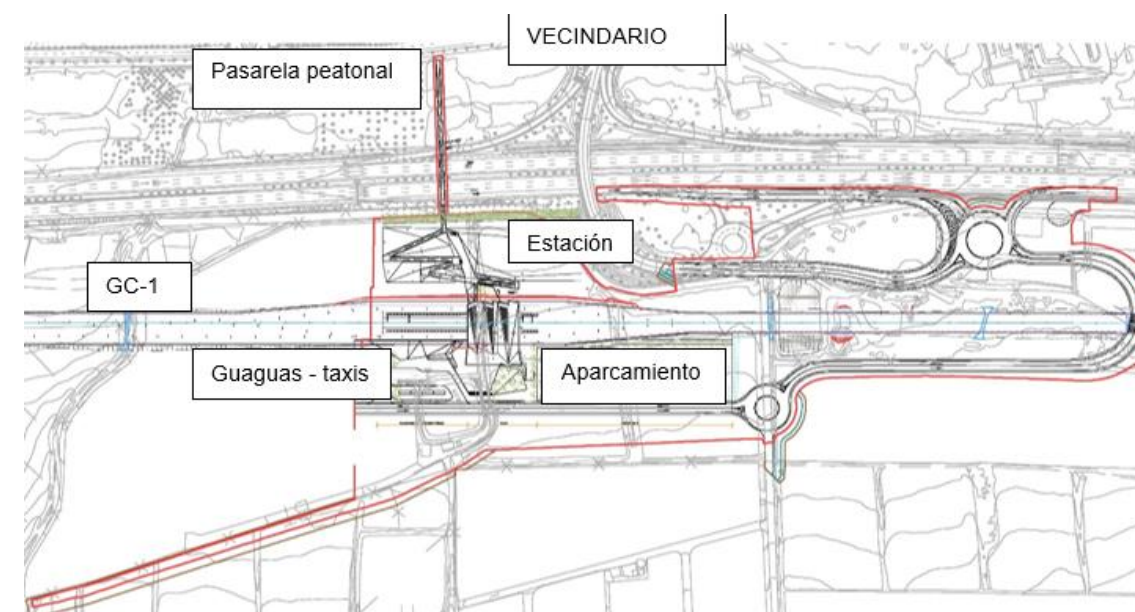 VECINDARIO
Pasarela peatonal
Estación
GC-1
Guaguas - taxis
Aparcamiento